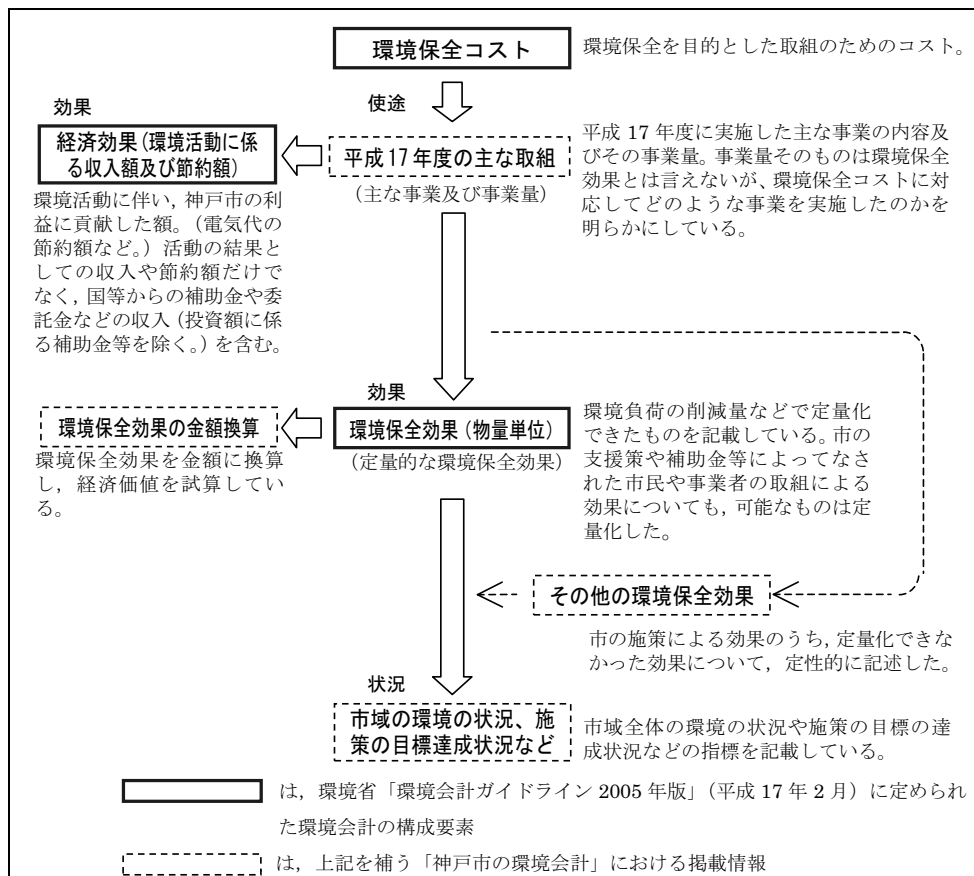 環境保全コスト
環境保全を目的とした取組のためのコスト。
使途
効果
経済効果（環境活動に係
る収入額及び節約額）
環境活動に伴い，神戸市の利
益に貢献した額。（電気代の
節約額など。）活動の結果と
しての収入や節約額だけで
なく，国等からの補助金や委
託金などの収入（投資額に係
る補助金等を除く。）を含む。
平成17年度の主な取組
（主な事業及び事業量）
平成 17 年度に実施した主な事業の内容及
びその事業量。事業量そのものは環境保全
効果とは言えないが、環境保全コストに対
応してどのような事業を実施したのかを
明らかにしている。
効果
環境保全効果の金額換算
環境保全効果を金額に換算
し，経済価値を試算してい
る。
環境保全効果（物量単位）
（定量的な環境保全効果）
環境負荷の削減量などで定量化
できたものを記載している。市の
支援策や補助金等によってなさ
れた市民や事業者の取組による
効果についても，可能なものは定
量化した。
その他の環境保全効果
市の施策による効果のうち，定量化できな
かった効果について，定性的に記述した。
状況
市域の環境の状況、施
策の目標達成状況など
市域全体の環境の状況や施策の目標の達
成状況などの指標を記載している。
は，環境省「環境会計ガイドライン 2005 年版」（平成 17 年 2 月）に定められ
た環境会計の構成要素
は，上記を補う「神戸市の環境会計」における掲載情報